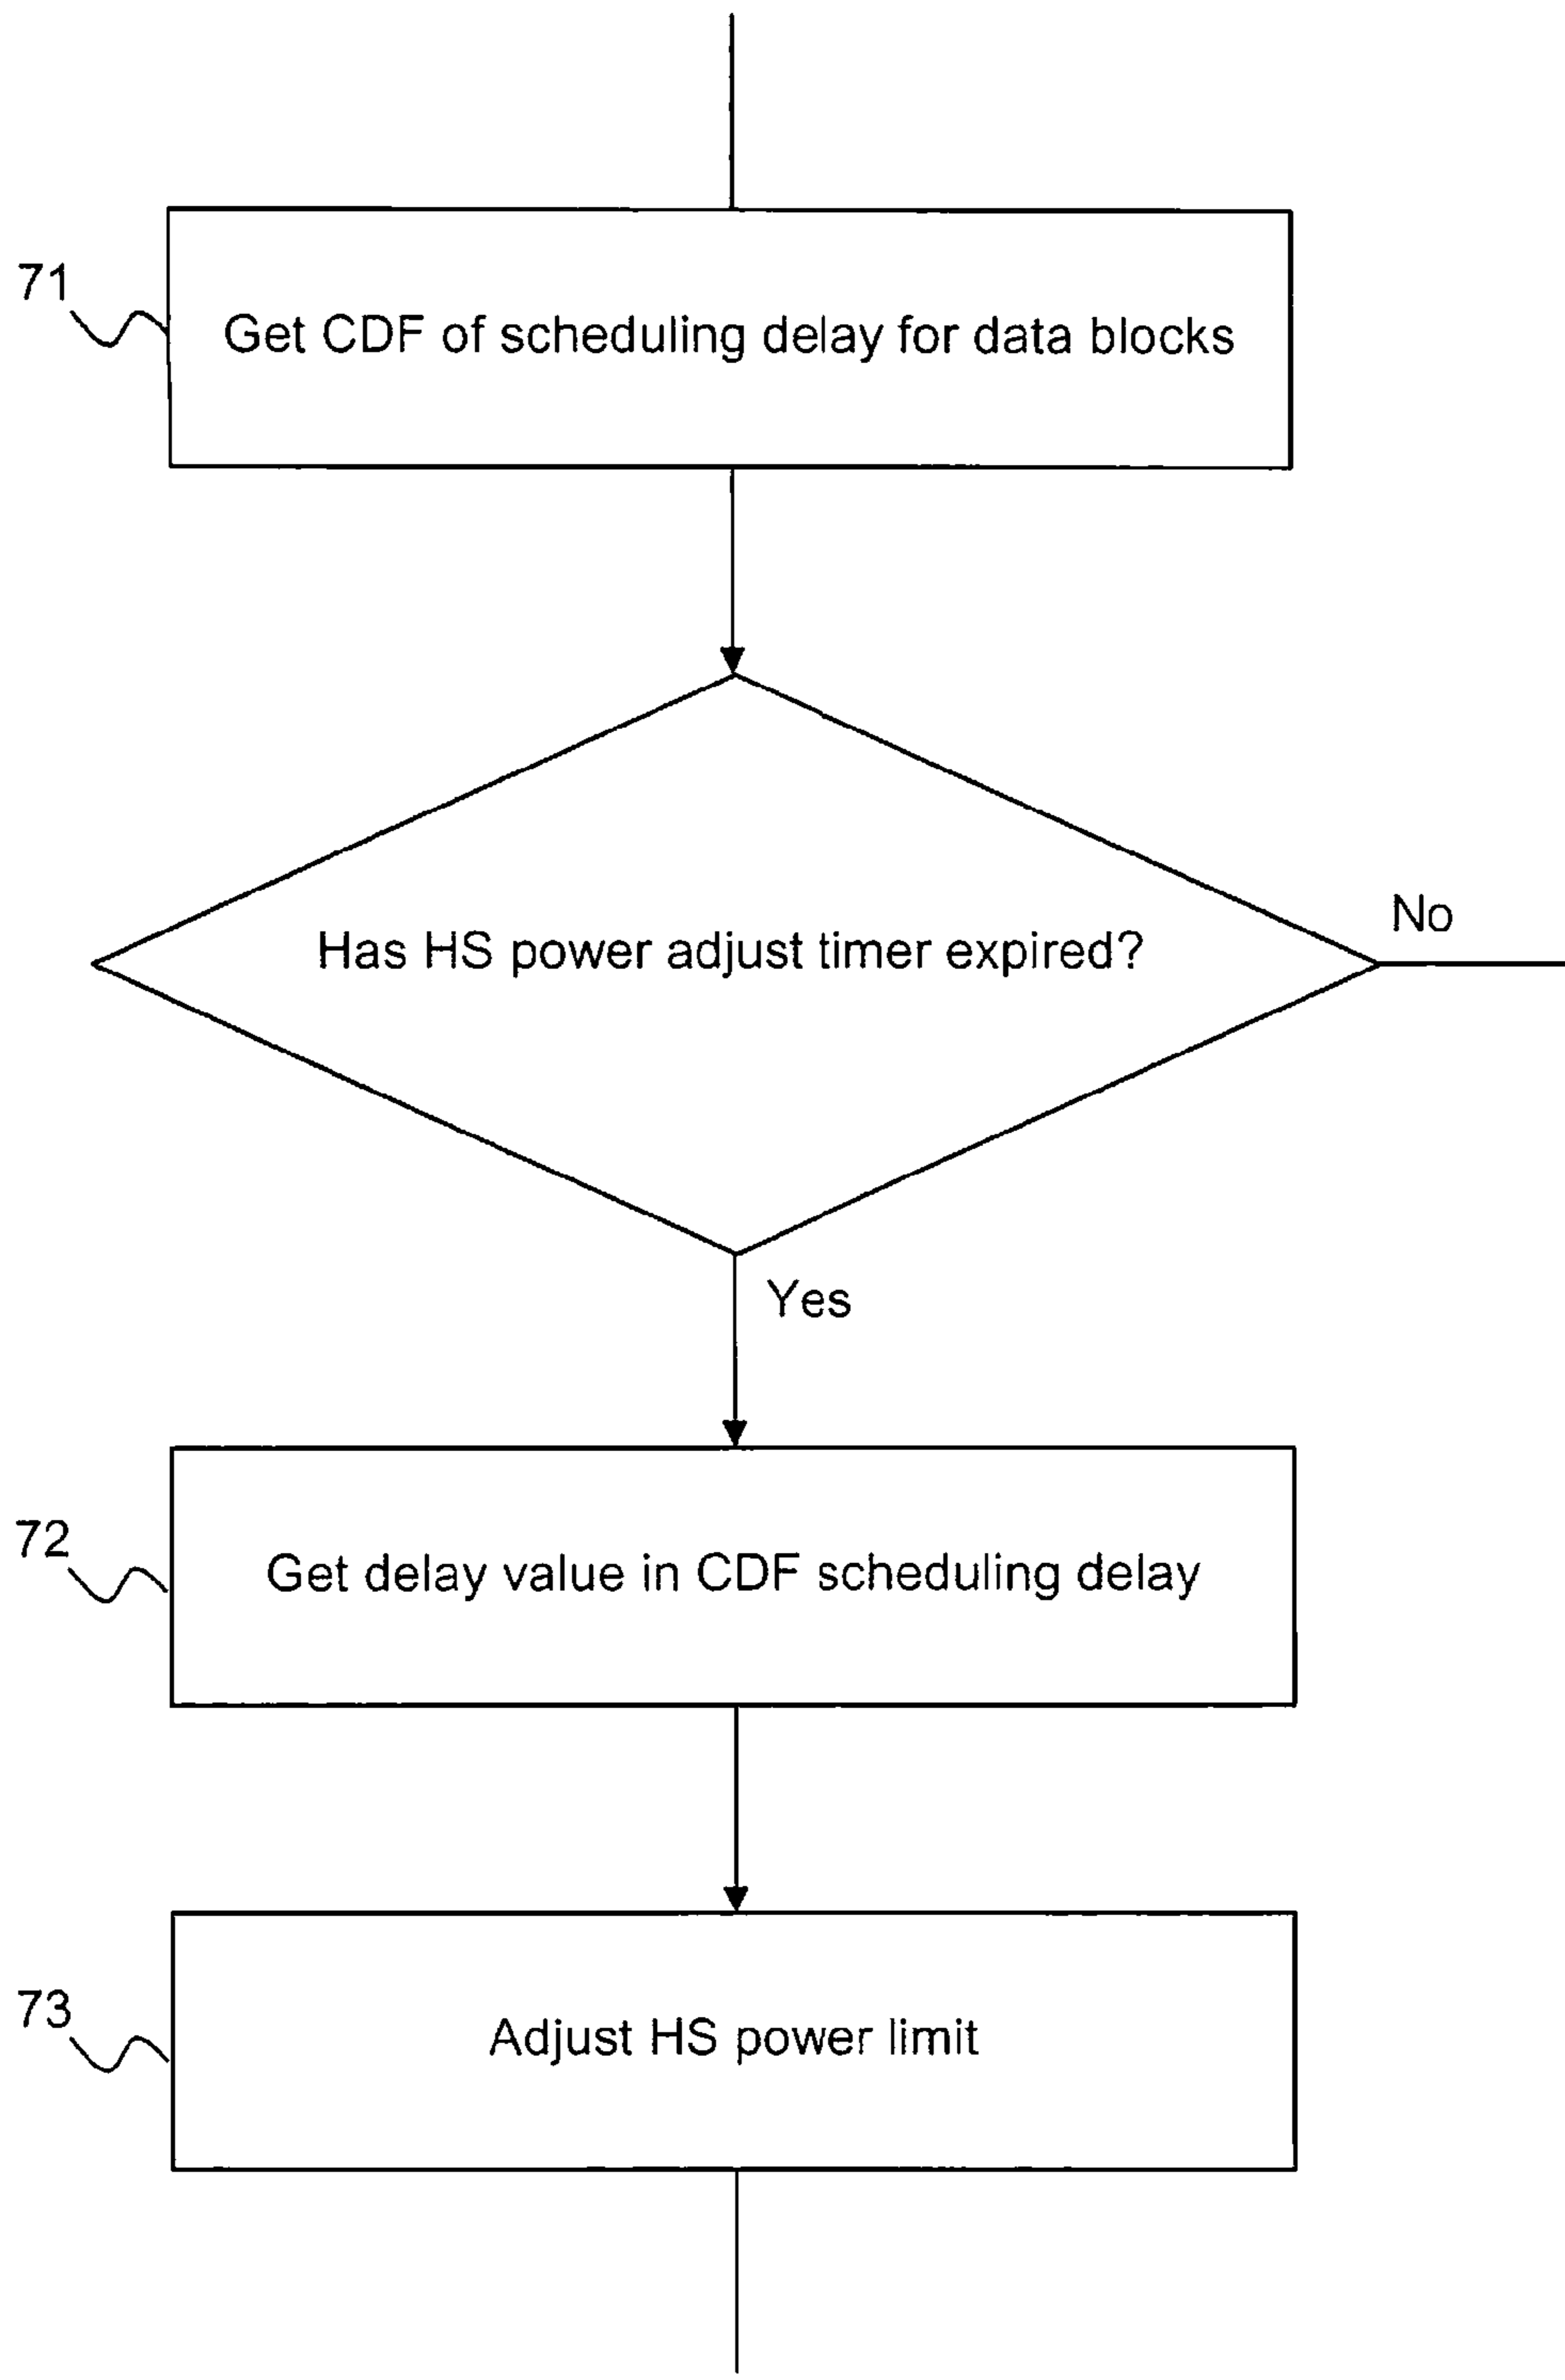 71
Get CDF of scheduling delay for data blocks
Has HS power adjust timer expired?
No
Yes
72
Get delay value in CDF scheduling delay
73
Adjust HS power limit